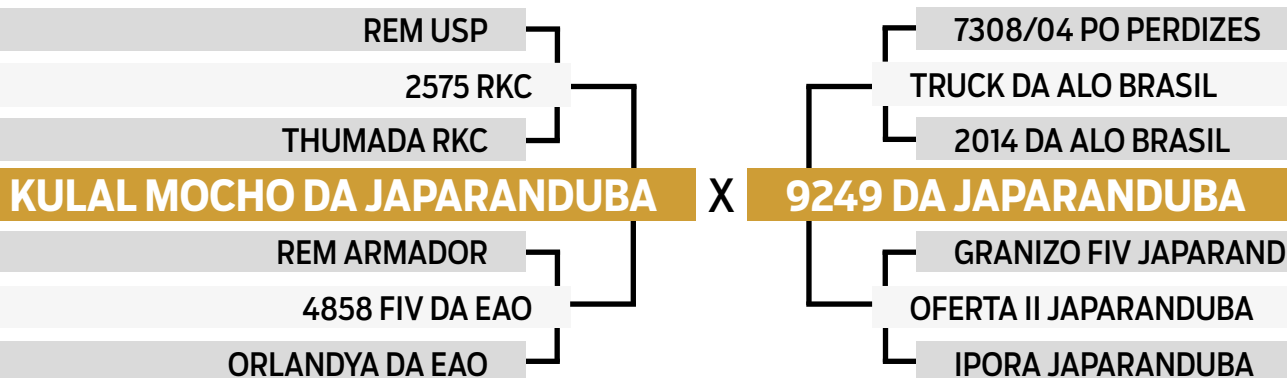 REM USP
2575 RKC
THUMADA RKC
KULAL MOCHO DA JAPARANDUBA
REM ARMADOR
4858 FIV DA EAO
ORLANDYA DA EAO
X
7308/04 PO PERDIZES
TRUCK DA ALO BRASIL
2014 DA ALO BRASIL
9249 DA JAPARANDUBA
GRANIZO FIV JAPARAND
OFERTA II JAPARANDUBA
IPORA JAPARANDUBA